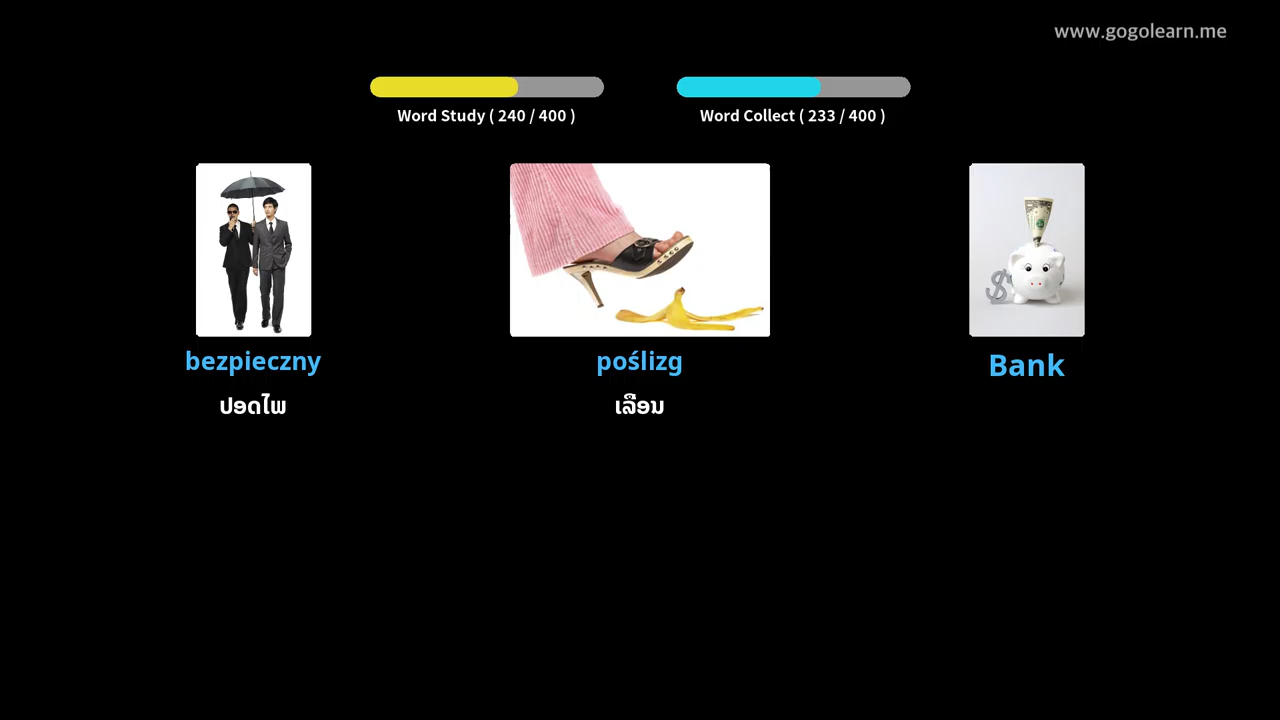 www.gogolearn.me
Word Study ( 240 / 400 )
Word Collect ( 233 / 400 )
bezpieczny
poślizg
Bank
ປອດໄພ
ເລືອນ